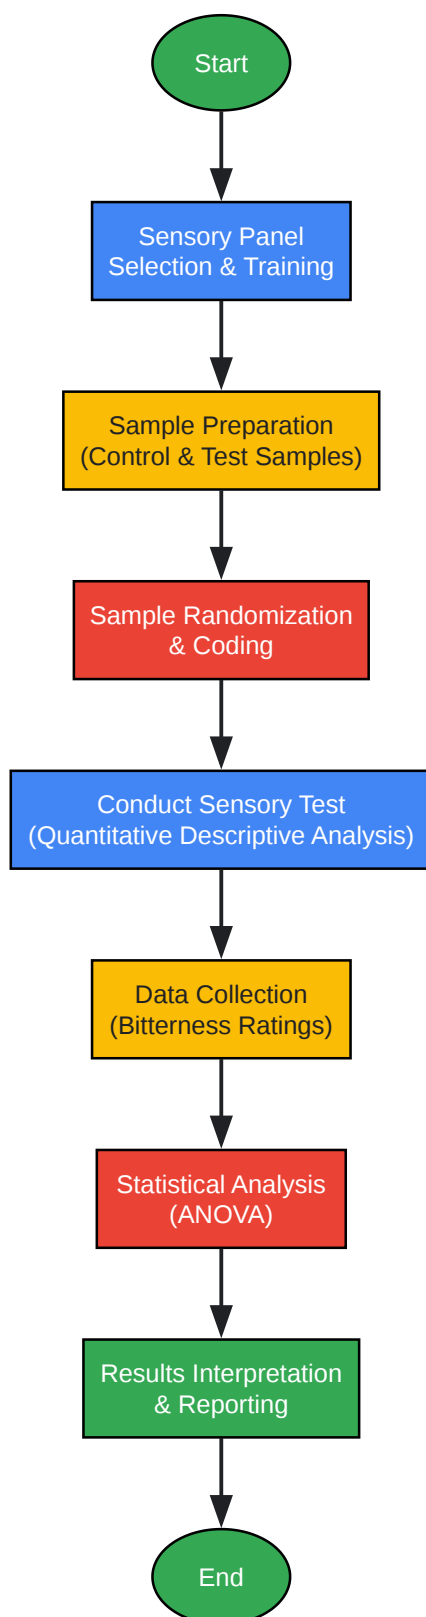 Start
Sensory Panel
Selection & Training
Sample Preparation
(Control & Test Samples)
Sample Randomization
& Coding
Conduct Sensory Test
(Quantitative Descriptive Analysis)
Data Collection
(Bitterness Ratings)
Statistical Analysis
(ANOVA)
Results Interpretation
& Reporting
End